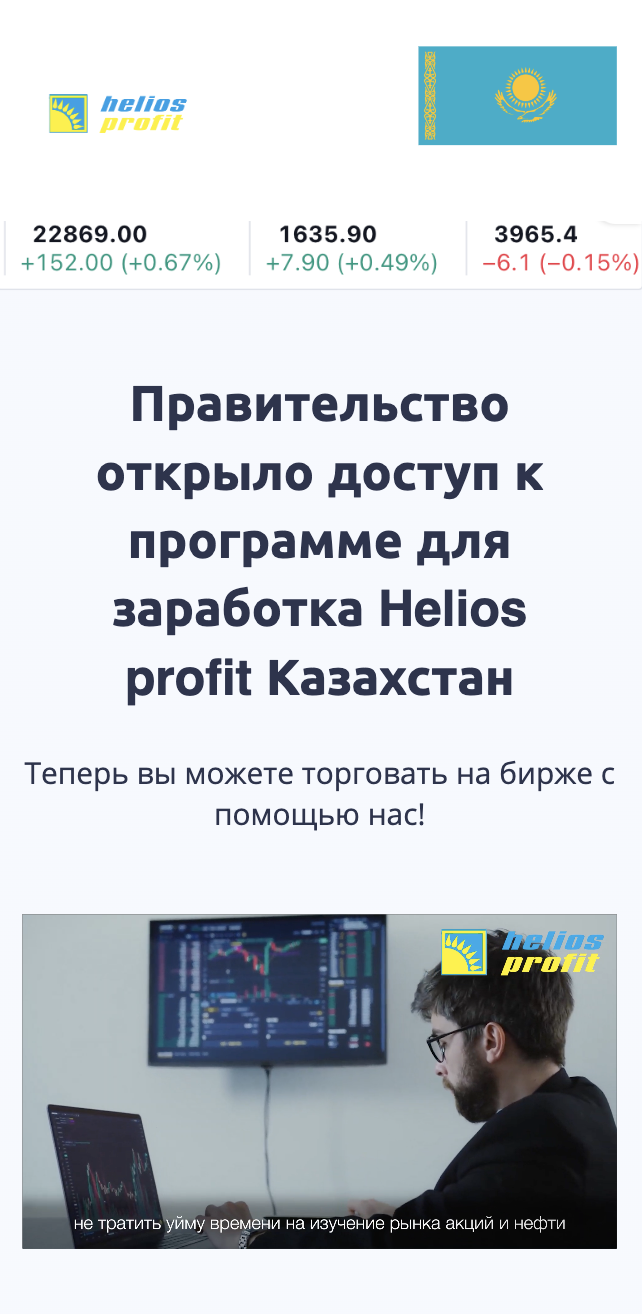 helios
profit
22869.00 1635.90 3965.4
+152.00 (+0.67%) +7.90 (+0.49%) −6.1 (−0.15%)
Правительство
открыло доступ к
программе для
заработка Helios
profit Казахстан
Теперь вы можете торговать на бирже с
помощью нас!
helios
profit
не тратить уйму времени на изучение рынка акций и нефти